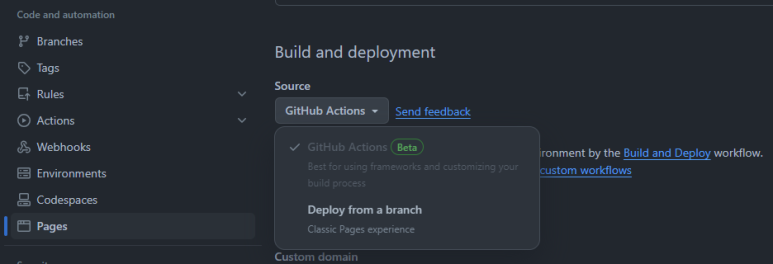 Code and automation
Branches
Tags
Rules
Actions
Webhooks
Environments
Codespaces
Pages
Build and deployment
Source
GitHub Actions
Send feedback
GitHub Actions Beta
Best for using frameworks and customizing your
build process
Deploy from a branch
Classic Pages experience
ironment by the Build and Deploy workflow.
custom workflows
Custom domain